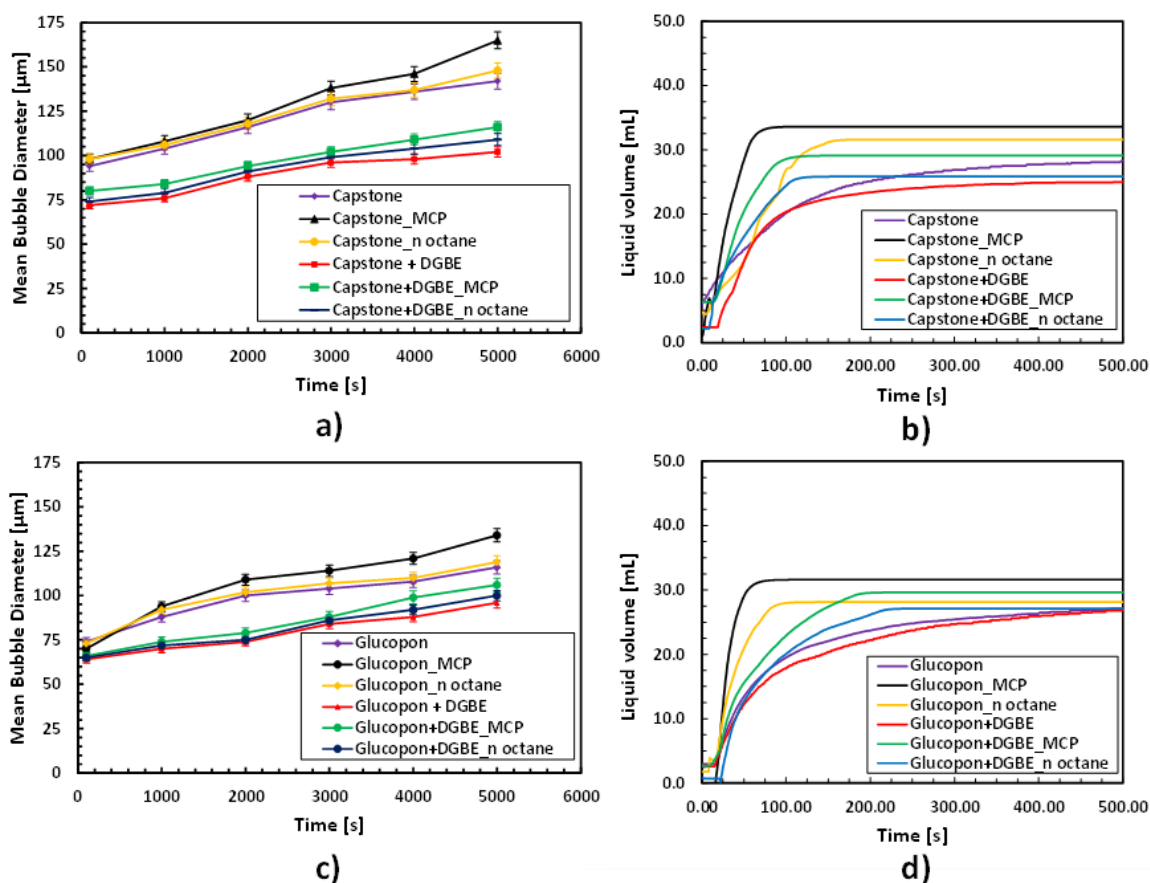 Mean Bubble Diameter [µm]
175
150
125
100
75
50
25
0
0
1000
2000
3000
4000
5000
6000
Time [s]
Capstone
Capstone_MCP
Capstone_n octane
Capstone + DGBE
Capstone+DGBE_MCP
Capstone+DGBE_n octane
a)
Liquid volume [mL]
50.0
40.0
30.0
20.0
10.0
0.0
0.00
100.00
200.00
300.00
400.00
500.00
Time [s]
Capstone
Capstone_MCP
Capstone_n octane
Capstone+DGBE
Capstone+DGBE_MCP
Capstone+DGBE_n octane
b)
Mean Bubble Diameter [µm]
175
150
125
100
75
50
25
0
0
1000
2000
3000
4000
5000
6000
Time [s]
Glucopon
Glucopon_MCP
Glucopon_n octane
Glucopon + DGBE
Glucopon+DGBE_MCP
Glucopon+DGBE_n octane
c)
Liquid volume [mL]
50.0
40.0
30.0
20.0
10.0
0.0
0.00
100.00
200.00
300.00
400.00
500.00
Time [s]
Glucopon
Glucopon_MCP
Glucopon_n octane
Glucopon+DGBE
Glucopon+DGBE_MCP
Glucopon+DGBE_n octane
d)